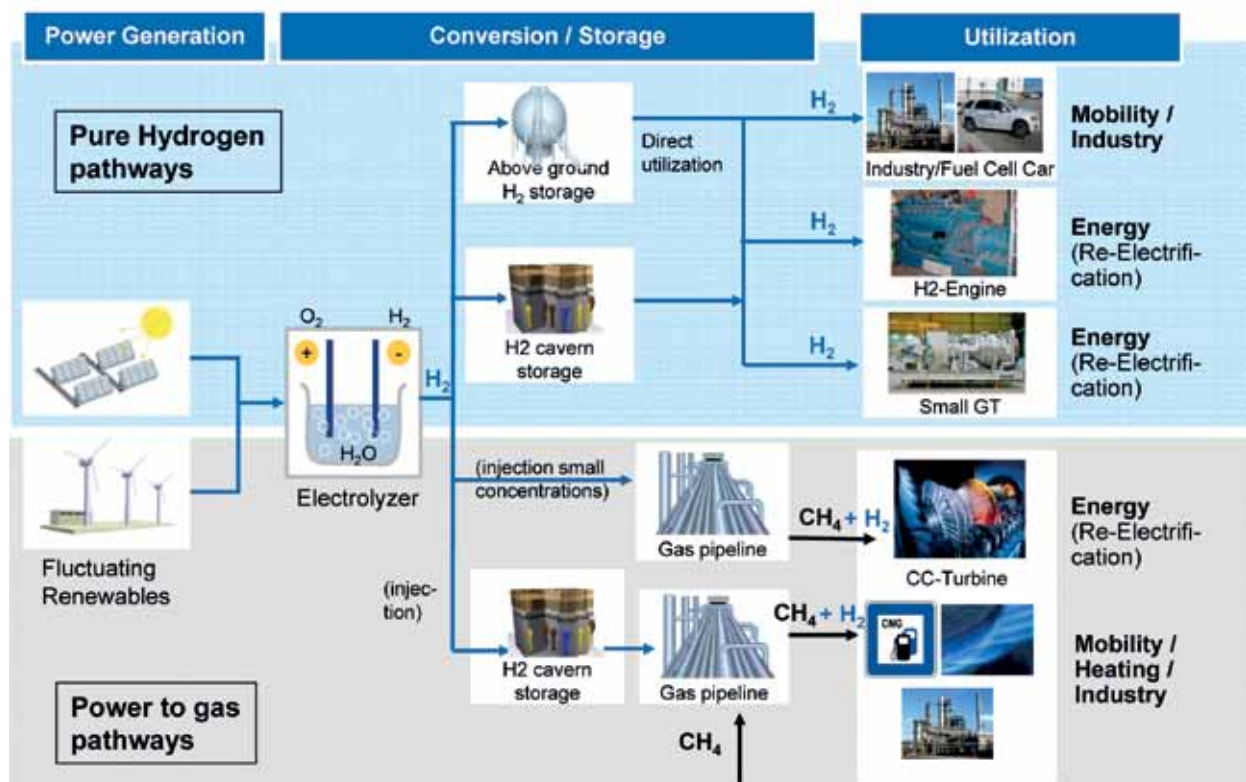 Power Generation
Conversion / Storage
Utilization
Pure Hydrogen
pathways
Above ground
H₂ storage
Direct
utilization
H₂
Industry/Fuel Cell Car
Mobility /
Industry
H₂
H2-Engine
Energy
(Re-Electrifi-
cation)
H2 cavern
storage
H₂
Small GT
Energy
(Re-Electrifi-
cation)
O₂
H₂
+
-
H₂O
H₂
Electrolyzer
Fluctuating
Renewables
(injection small
concentrations)
Gas pipeline
CH₄ + H₂
CC-Turbine
Energy
(Re-Electrifi-
cation)
(injec-
tion)
H2 cavern
storage
Gas pipeline
CH₄ + H₂
CNG
Mobility /
Heating /
Industry
Power to gas
pathways
CH₄